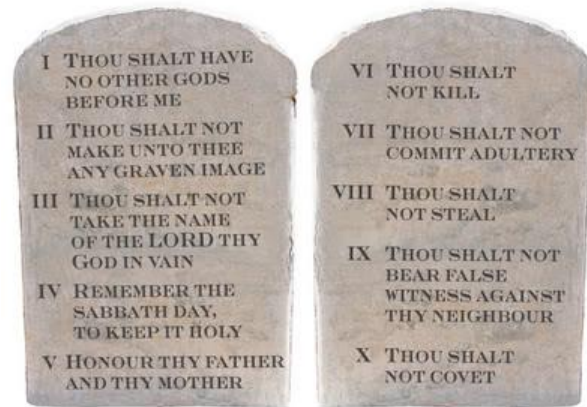 I THOU SHALT HAVE
NO OTHER GODS
BEFORE ME
II THOU SHALT NOT
MAKE UNTO THEE
ANY GRAVEN IMAGE
III THOU SHALT NOT
TAKE THE NAME
OF THE LORD THY
GOD IN VAIN
IV REMEMBER THE
SABBATH DAY,
TO KEEP IT HOLY
V HONOUR THY FATHER
AND THY MOTHER
VI THOU SHALT
NOT KILL
VII THOU SHALT NOT
COMMIT ADULTERY
VIII THOU SHALT
NOT STEAL
IX THOU SHALT NOT
BEAR FALSE
WITNESS AGAINST
THY NEIGHBOUR
X THOU SHALT
NOT COVET